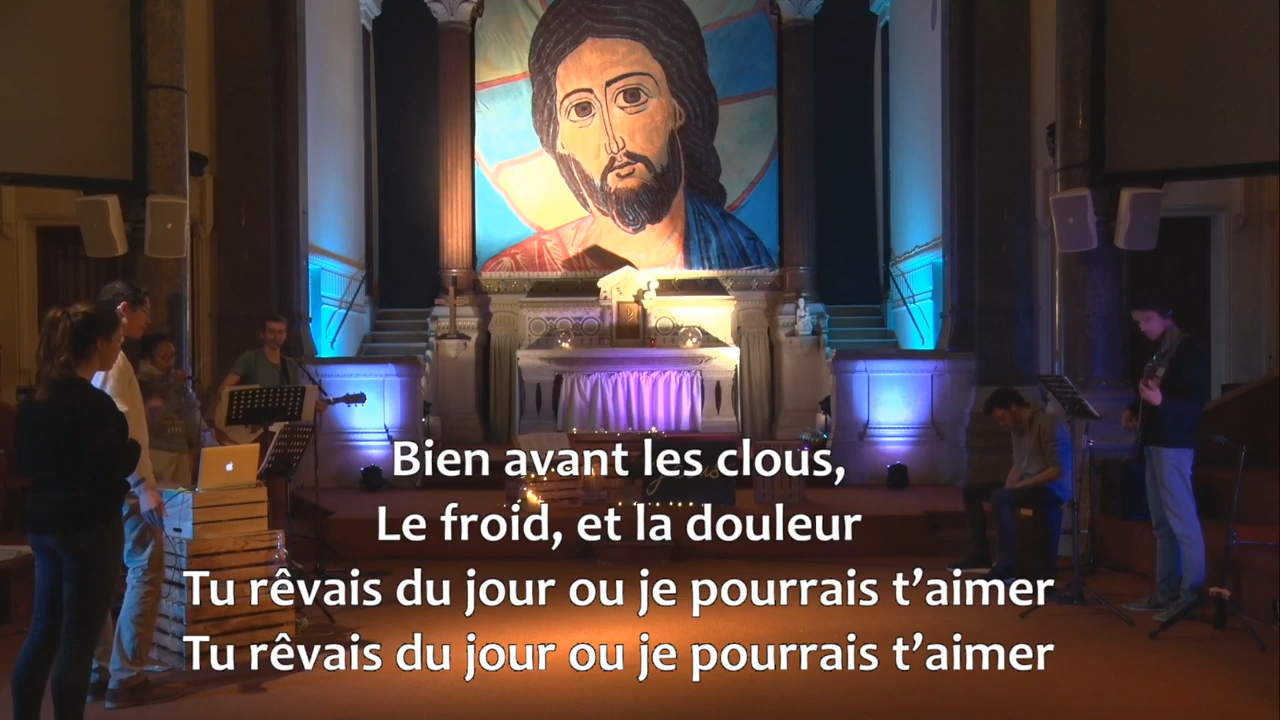 Bien avant les clous,
Le froid, et la douleur
Tu rêvais du jour ou je pourrais t’aimer
Tu rêvais du jour ou je pourrais t’aimer